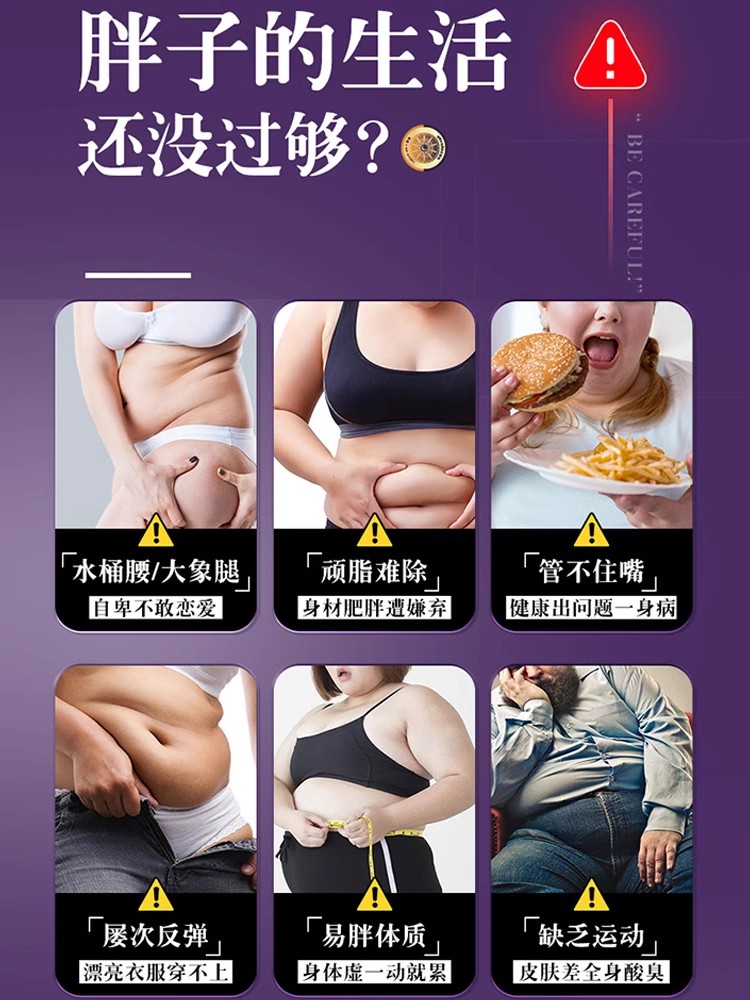 胖子的生活
还没过够?
“ BE CAREFUL!”
「水桶腰/大象腿」
自卑不敢恋爱
「顽脂难除」
身材肥胖遭嫌弃
「管不住嘴」
健康出问题一身病
「屡次反弹」
漂亮衣服穿不上
「易胖体质」
身体虚一动就累
「缺乏运动」
皮肤差全身酸臭